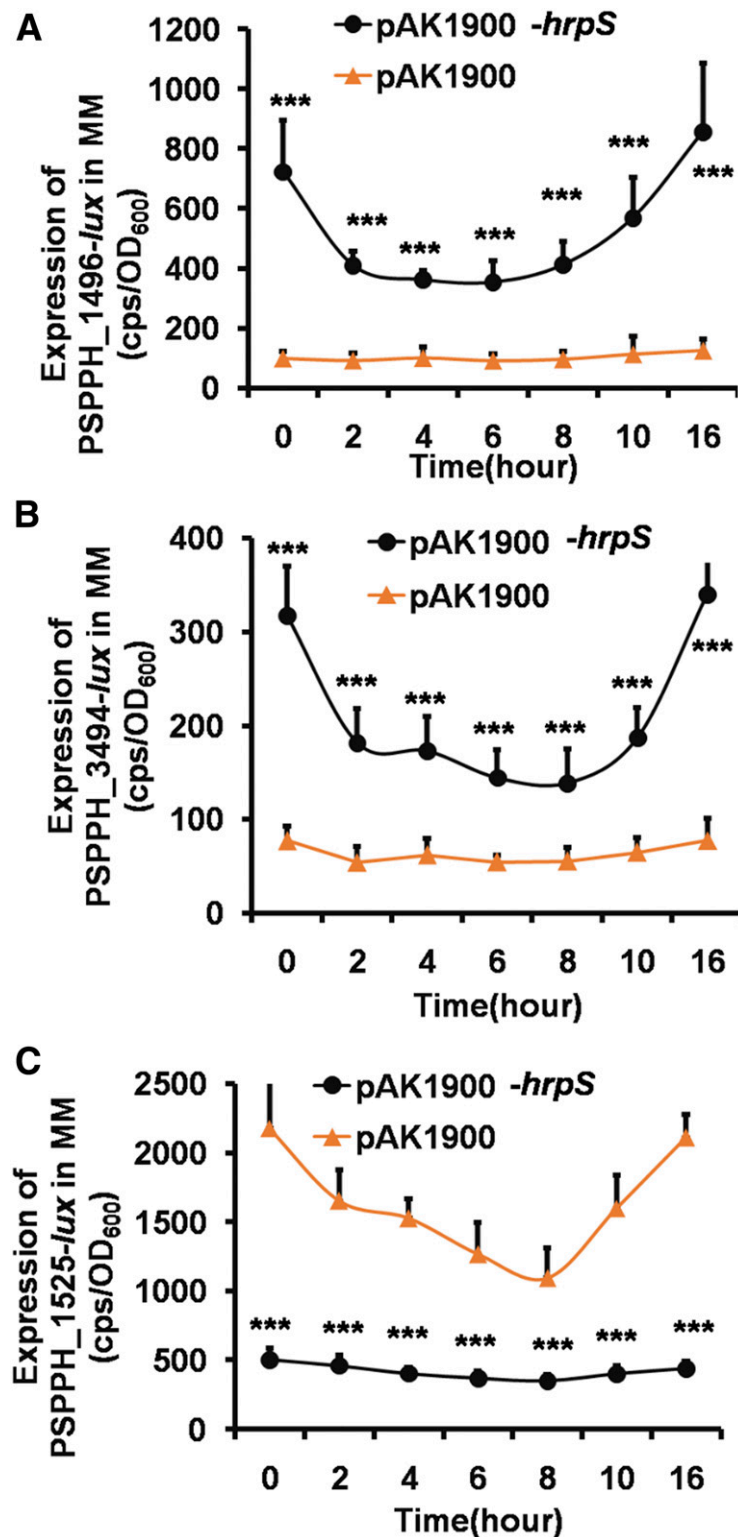 A
pAK1900 -hrpS
pAK1900
Expression of
PSPPH_1496-lux in MM
(cps/OD600)
1200
1000
800
600
400
200
0
***
***
***
***
***
***
***
0 2 4 6 8 10 16
Time(hour)
B
pAK1900 -hrpS
pAK1900
Expression of
PSPPH_3494-lux in MM
(cps/OD600)
400
300
200
100
0
***
***
***
***
***
***
***
0 2 4 6 8 10 16
Time(hour)
C
pAK1900 -hrpS
pAK1900
Expression of
PSPPH_1525-lux in MM
(cps/OD600)
2500
2000
1500
1000
500
0
***
***
***
***
***
***
***
0 2 4 6 8 10 16
Time(hour)